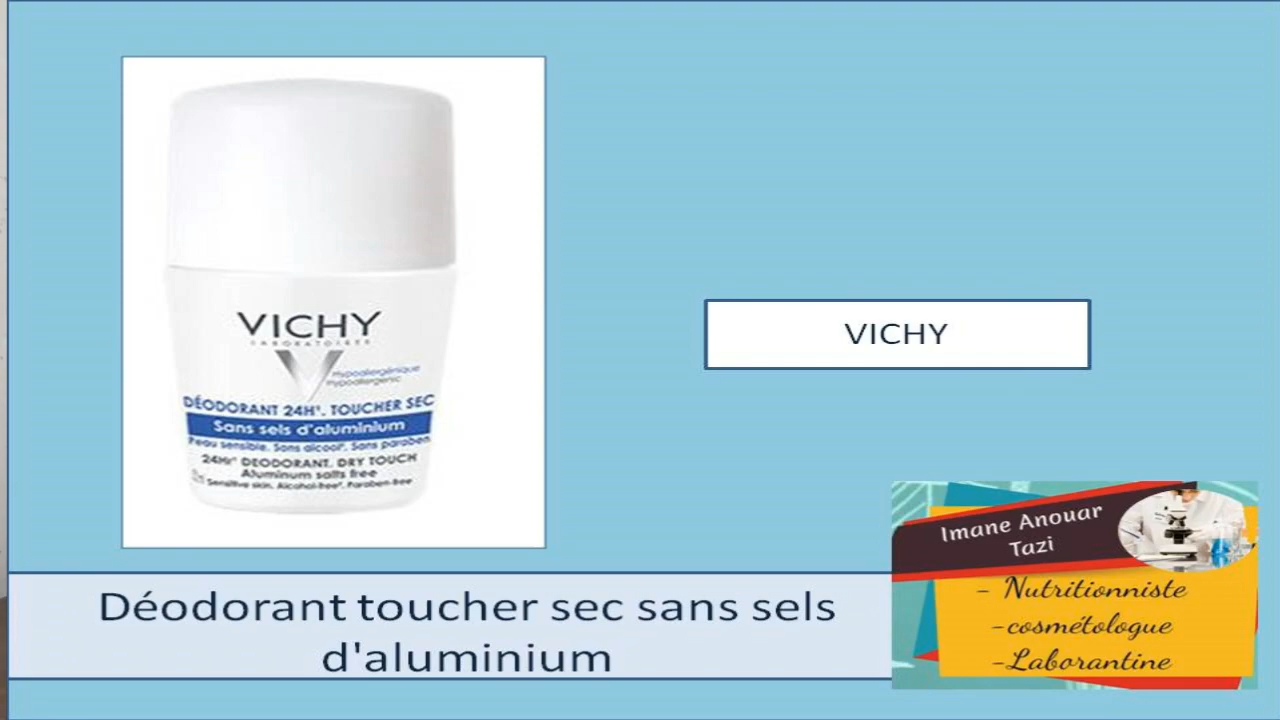 VICHY
LABORATOIRES
Hypoallergénique
Hypoallergenic
DÉODORANT 24H*. TOUCHER SEC
Sans sels d'aluminium
Peau sensible. Sans alcool*. Sans paraben
24Hr* DEODORANT. DRY TOUCH
Aluminum salts free
Sensitive skin. Alcohol-free*. Paraben-free
VICHY
Déodorant toucher sec sans sels
d'aluminium
Imane Anouar
Tazi
- Nutritionniste
-cosmétologue
-Laborantine